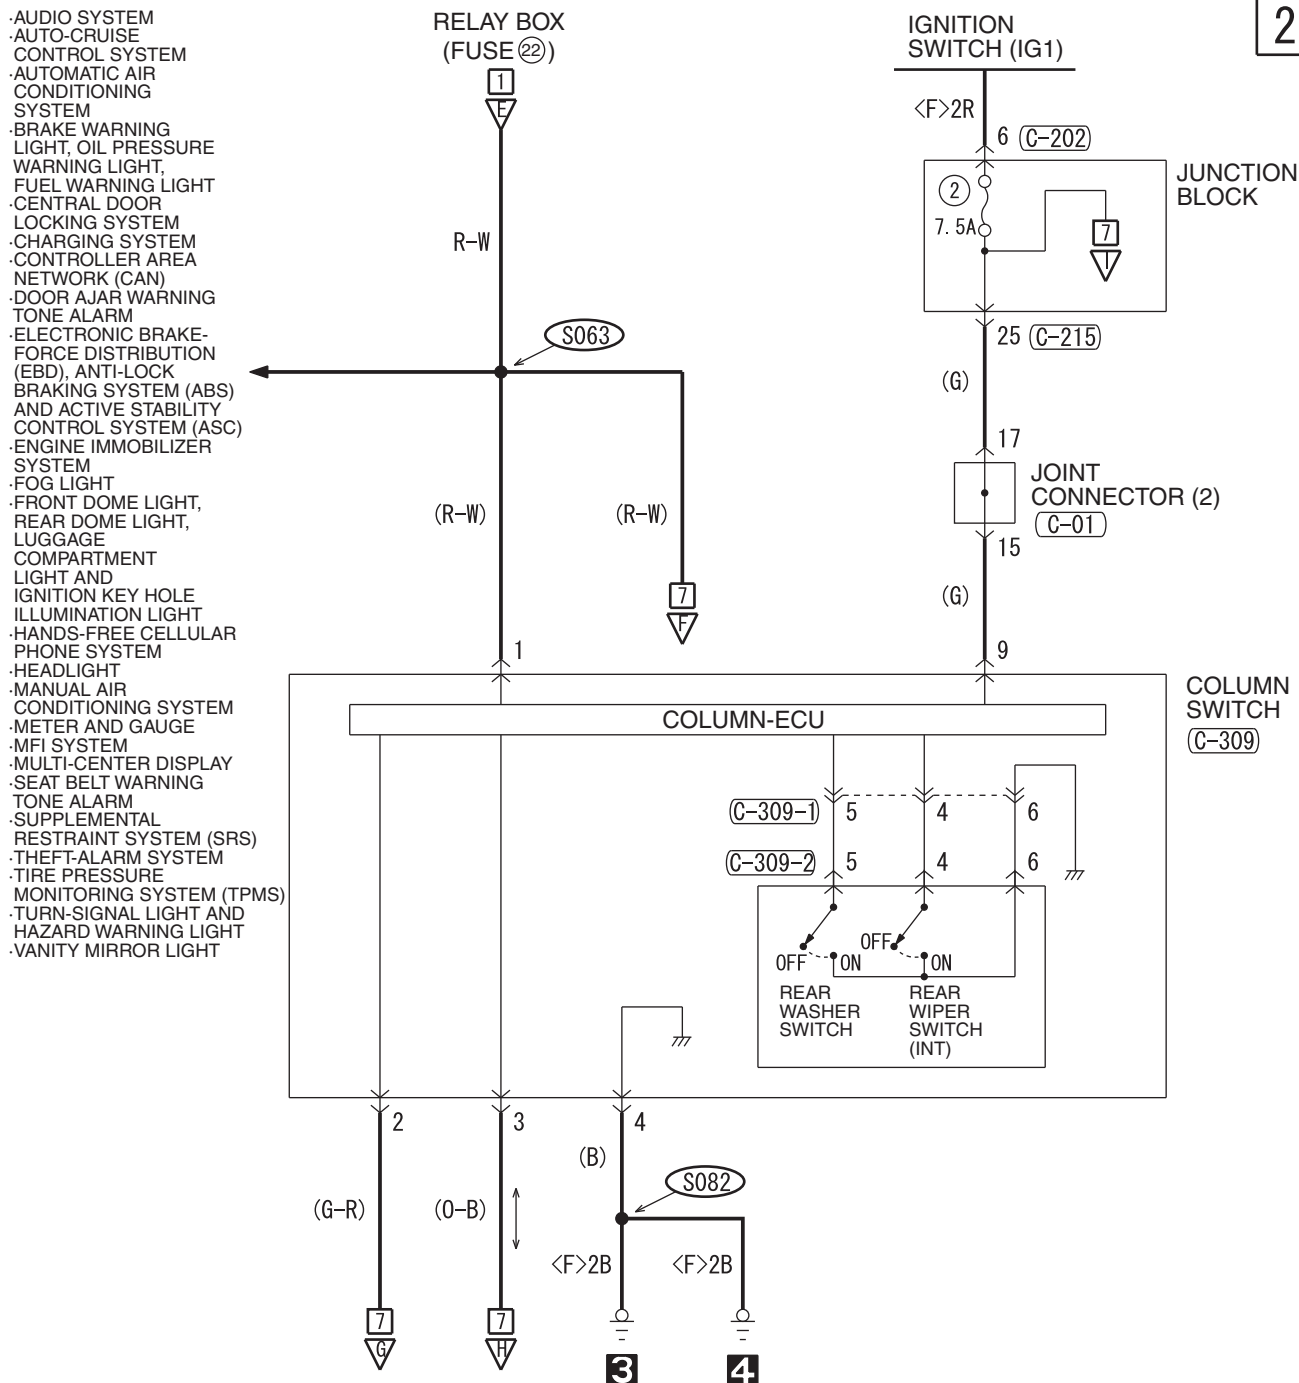 ·AUDIO SYSTEM
·AUTO-CRUISE
CONTROL SYSTEM
·AUTOMATIC AIR
CONDITIONING
SYSTEM
·BRAKE WARNING
LIGHT, OIL PRESSURE
WARNING LIGHT,
FUEL WARNING LIGHT
·CENTRAL DOOR
LOCKING SYSTEM
·CHARGING SYSTEM
·CONTROLLER AREA
NETWORK (CAN)
·DOOR AJAR WARNING
TONE ALARM
·ELECTRONIC BRAKE-
FORCE DISTRIBUTION
(EBD), ANTI-LOCK
BRAKING SYSTEM (ABS)
AND ACTIVE STABILITY
CONTROL SYSTEM (ASC)
·ENGINE IMMOBILIZER
SYSTEM
·FOG LIGHT
·FRONT DOME LIGHT,
REAR DOME LIGHT,
LUGGAGE
COMPARTMENT
LIGHT AND
IGNITION KEY HOLE
ILLUMINATION LIGHT
·HANDS-FREE CELLULAR
PHONE SYSTEM
·HEADLIGHT
·MANUAL AIR
CONDITIONING SYSTEM
·METER AND GAUGE
·MFI SYSTEM
·MULTI-CENTER DISPLAY
·SEAT BELT WARNING
TONE ALARM
·SUPPLEMENTAL
RESTRAINT SYSTEM (SRS)
·THEFT-ALARM SYSTEM
·TIRE PRESSURE
MONITORING SYSTEM (TPMS)
·TURN-SIGNAL LIGHT AND
HAZARD WARNING LIGHT
·VANITY MIRROR LIGHT
RELAY BOX
(FUSE 22)
1
E
R-W
S063
(R-W)
(R-W)
7
F
1
IGNITION
SWITCH (IG1)
2
<F>2R
6 (C-202)
JUNCTION
BLOCK
2
7.5A
7
I
25 (C-215)
(G)
17
JOINT
CONNECTOR (2)
(C-01)
15
(G)
9
COLUMN-ECU
COLUMN
SWITCH
(C-309)
(C-309-1) 5 4 6
(C-309-2) 5 4 6
OFF ON OFF ON
REAR
WASHER
SWITCH
REAR
WIPER
SWITCH
(INT)
2 3 4
(G-R)
(O-B)
(B)
S082
<F>2B
<F>2B
7
G
7
H
3
4